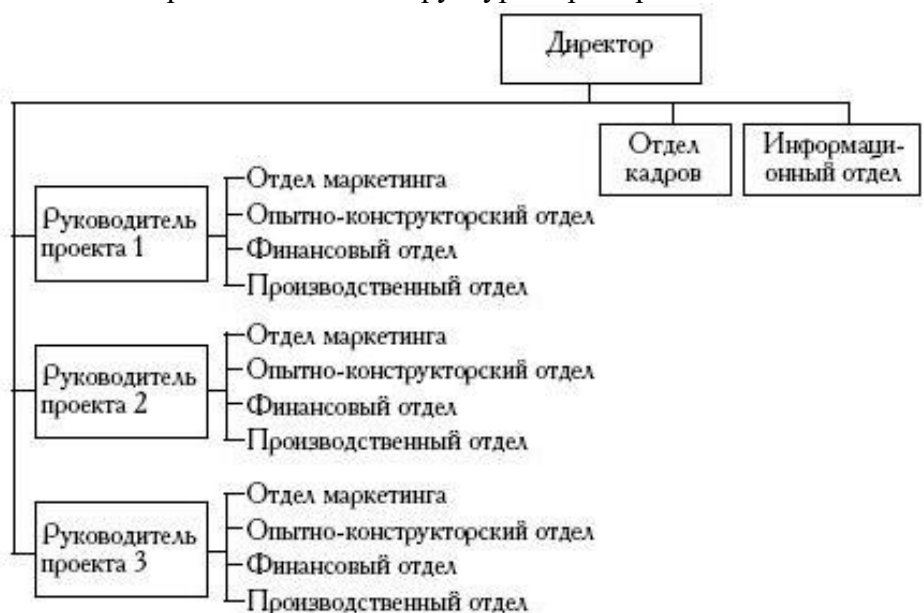 Директор
Отдел
кадров
Информаци-
онный отдел
Руководитель
проекта 1
Отдел маркетинга
Опытно-конструкторский отдел
Финансовый отдел
Производственный отдел
Руководитель
проекта 2
Отдел маркетинга
Опытно-конструкторский отдел
Финансовый отдел
Производственный отдел
Руководитель
проекта 3
Отдел маркетинга
Опытно-конструкторский отдел
Финансовый отдел
Производственный отдел